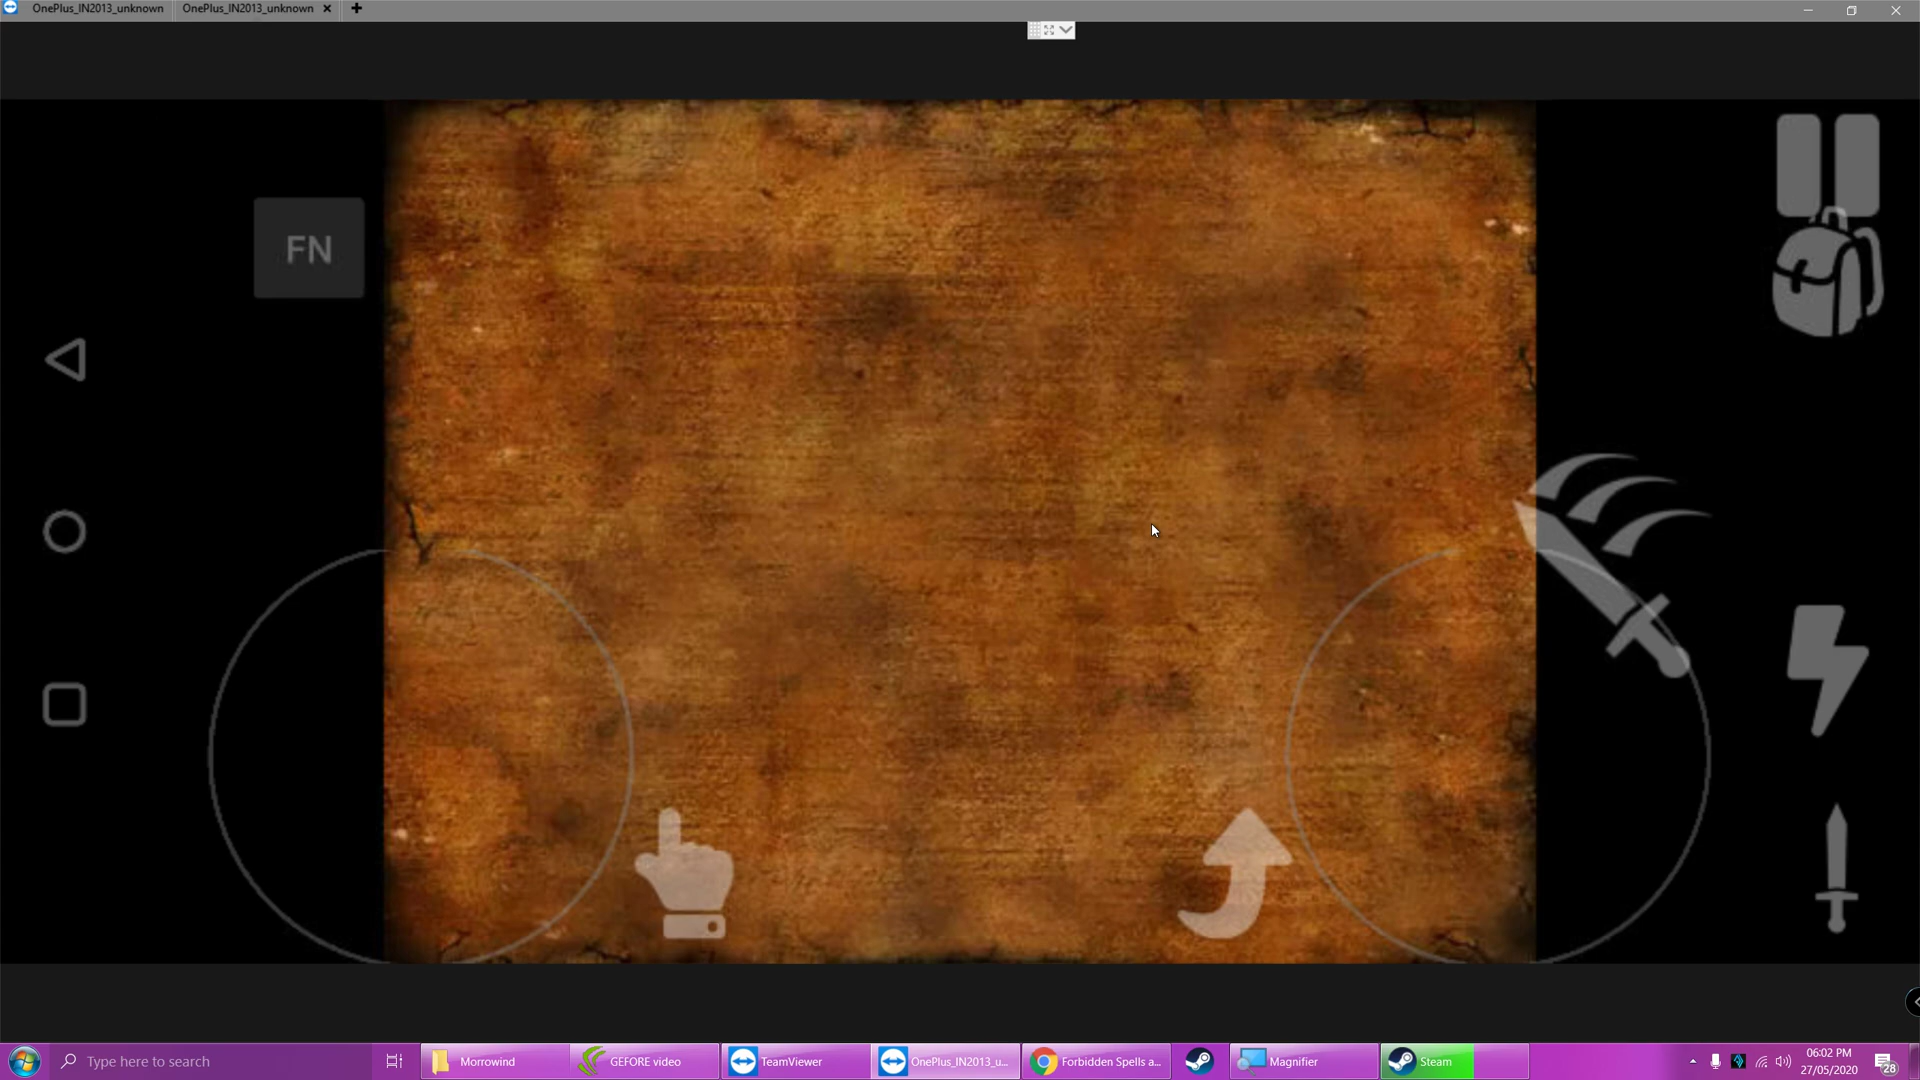 OnePlus_IN2013_unknown
OnePlus_IN2013_unknown
FN
Type here to search
Morrowind
GEFORE video
TeamViewer
OnePlus_IN2013_u...
Forbidden Spells a...
Magnifier
Steam
06:02 PM
27/05/2020
28